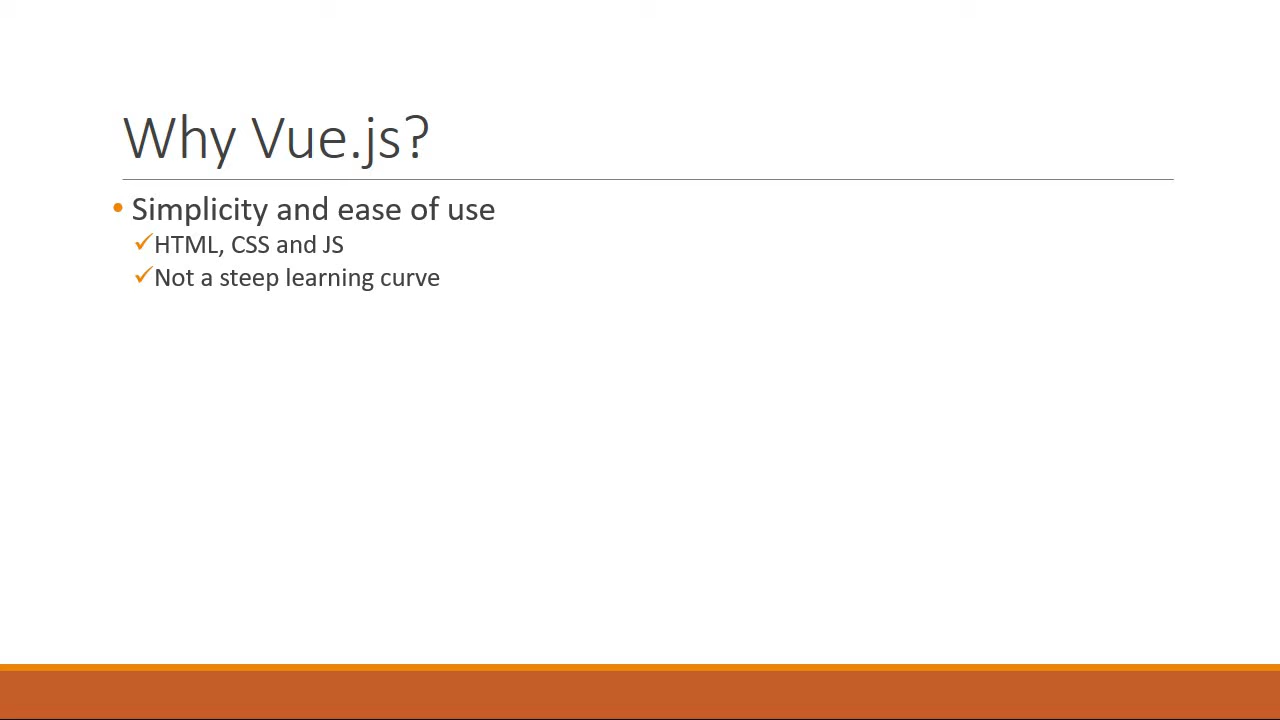 Why Vue.js?
• Simplicity and ease of use
✓HTML, CSS and JS
✓Not a steep learning curve